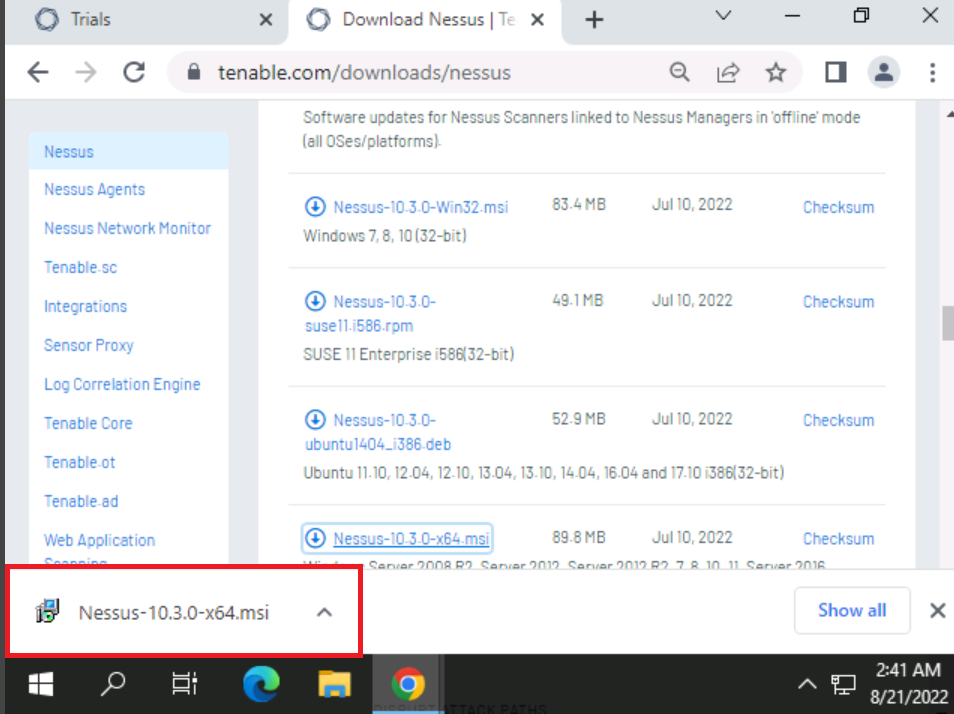 Trials
Download Nessus | Te
tenable.com/downloads/nessus
Software updates for Nessus Scanners linked to Nessus Managers in 'offline' mode
(all OSes/platforms).
Nessus
Nessus Agents
Nessus Network Monitor
Tenable.sc
Integrations
Sensor Proxy
Log Correlation Engine
Tenable Core
Tenable.ot
Tenable.ad
Web Application
Scanning
Nessus-10.3.0-Win32.msi 83.4 MB Jul 10, 2022 Checksum
Windows 7, 8, 10 (32-bit)
Nessus-10.3.0- 49.1 MB Jul 10, 2022 Checksum
suse11.i586.rpm
SUSE 11 Enterprise i586(32-bit)
Nessus-10.3.0- 52.9 MB Jul 10, 2022 Checksum
ubuntu1404_i386.deb
Ubuntu 11.10, 12.04, 12.10, 13.04, 13.10, 14.04, 16.04 and 17.10 i386(32-bit)
Nessus-10.3.0-x64.msi 89.8 MB Jul 10, 2022 Checksum
Windows Server 2008 R2, Server 2012, Server 2012 R2, 7, 8, 10, 11, Server 2016
Nessus-10.3.0-x64.msi
Show all
2:41 AM
8/21/2022
DISRUPT ATTACK PATHS